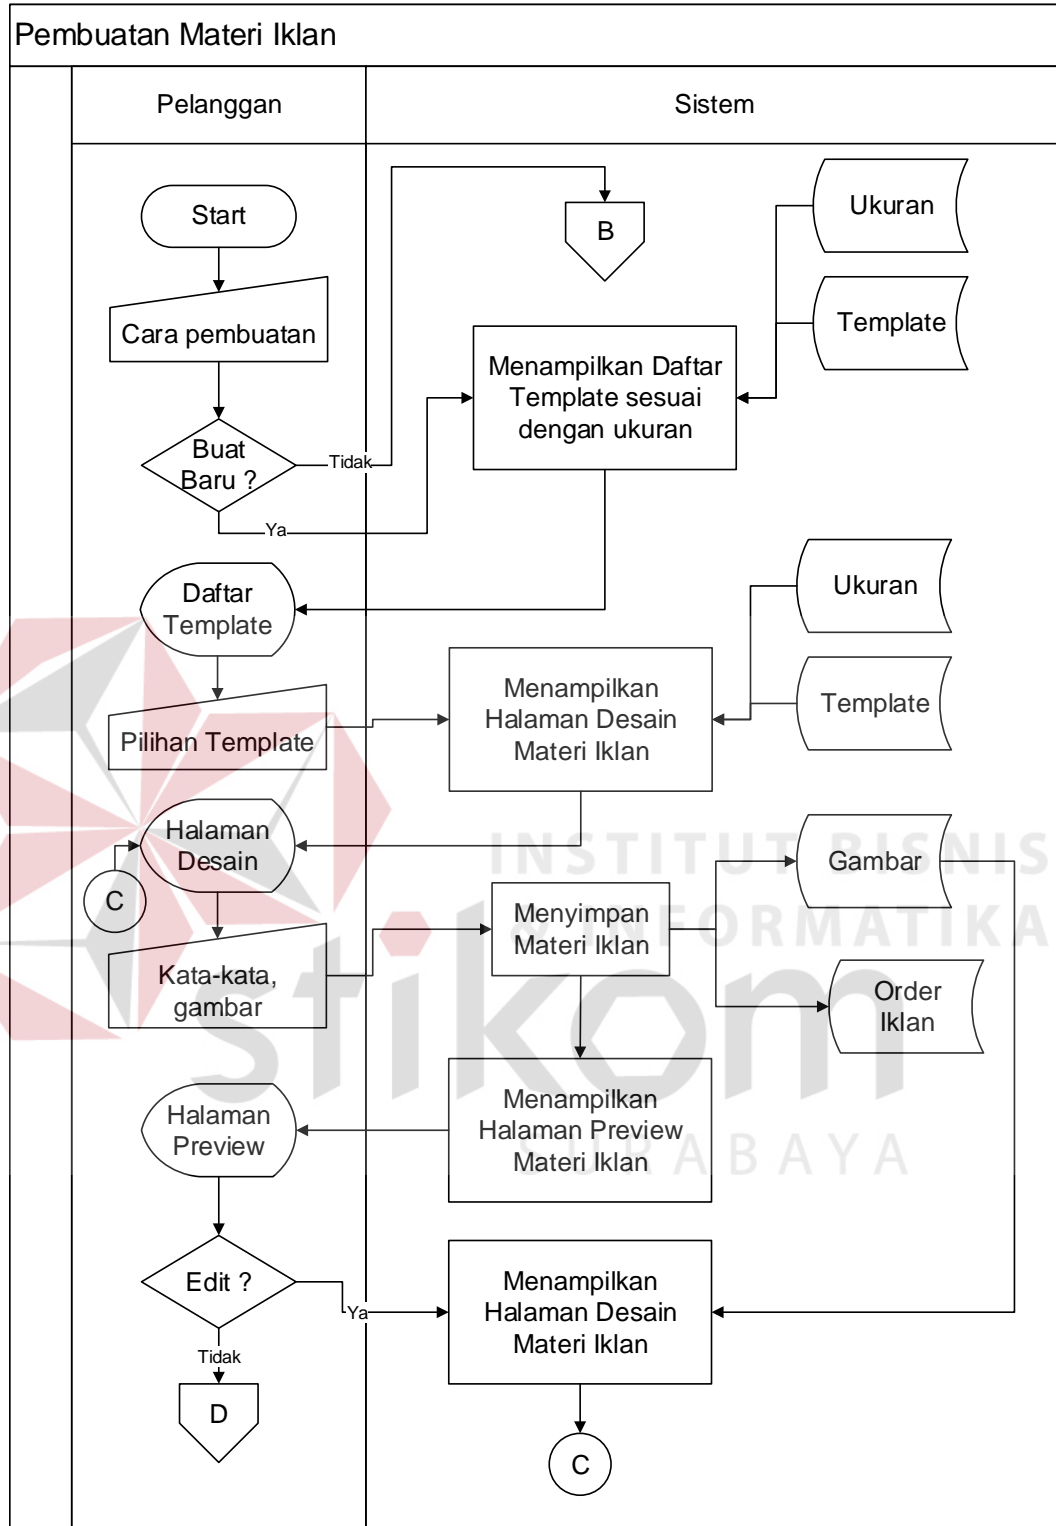 Pembuatan Materi Iklan
Pelanggan
Sistem
Start
B
Ukuran
Cara pembuatan
Template
Menampilkan Daftar
Template sesuai
dengan ukuran
Buat
Baru ?
Tidak
Ya
Daftar
Template
Ukuran
Pilihan Template
Menampilkan
Halaman Desain
Materi Iklan
Template
Halaman
Desain
C
Gambar
INSTITUT BISNIS
& INFORMATIKA
Menyimpan
Materi Iklan
Kata-kata,
gambar
Order
Iklan
stikom
SURABAYA
Halaman
Preview
Menampilkan
Halaman Preview
Materi Iklan
Edit ?
Ya
Menampilkan
Halaman Desain
Materi Iklan
Tidak
D
C